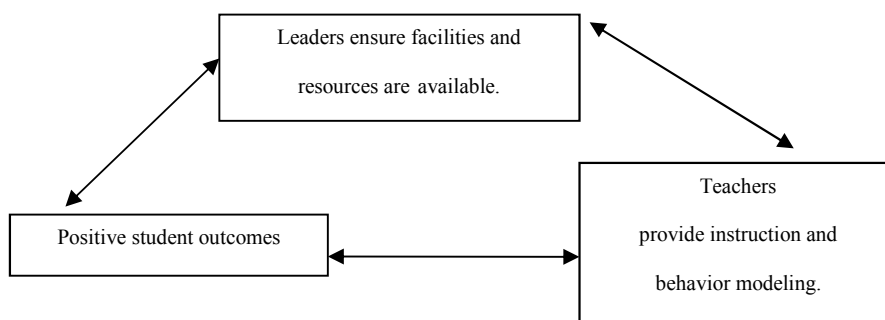 Leaders ensure facilities and
resources are available.
Teachers
provide instruction and
behavior modeling.
Positive student outcomes